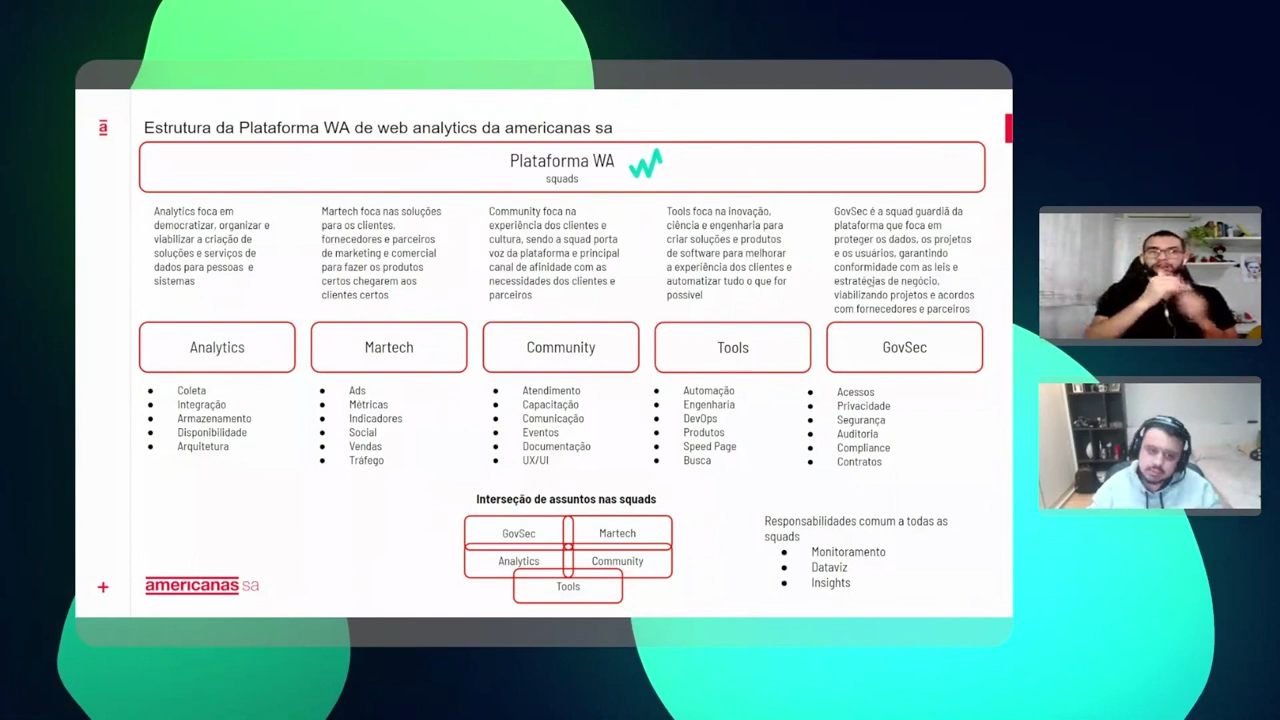 ā
Estrutura da Plataforma WA de web analytics da americanas sa
Plataforma WA
squads
Analytics foca em
democratizar, organizar e
viabilizar a criação de
soluções e serviços de
dados para pessoas e
sistemas
Martech foca nas soluções
para os clientes,
fornecedores e parceiros
de marketing e comercial
para fazer os produtos
certos chegarem aos
clientes certos
Community foca na
experiência dos clientes e
cultura, sendo a squad porta
voz da plataforma e principal
canal de afinidade com as
necessidades dos clientes e
parceiros
Tools foca na inovação,
ciência e engenharia para
criar soluções e produtos
de software para melhorar
a experiência dos clientes e
automatizar tudo o que for
possível
GovSec é a squad guardiã da
plataforma que foca em
proteger os dados, os projetos
e os usuários, garantindo
conformidade com as leis e
estratégias de negócio,
viabilizando projetos e acordos
com fornecedores e parceiros
Analytics
Martech
Community
Tools
GovSec
• Coleta
• Integração
• Armazenamento
• Disponibilidade
• Arquitetura
• Ads
• Métricas
• Indicadores
• Social
• Vendas
• Tráfego
• Atendimento
• Capacitação
• Comunicação
• Eventos
• Documentação
• UX/UI
• Automação
• Engenharia
• DevOps
• Produtos
• Speed Page
• Busca
• Acessos
• Privacidade
• Segurança
• Auditoria
• Compliance
• Contratos
Interseção de assuntos nas squads
GovSec
Martech
Analytics
Community
Tools
Responsabilidades comum a todas as
squads
• Monitoramento
• Dataviz
• Insights
+
americanas sa